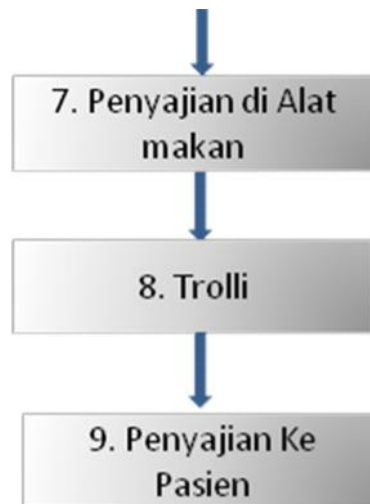 7. Penyajian di Alat
makan
8. Trolli
9. Penyajian Ke
Pasien